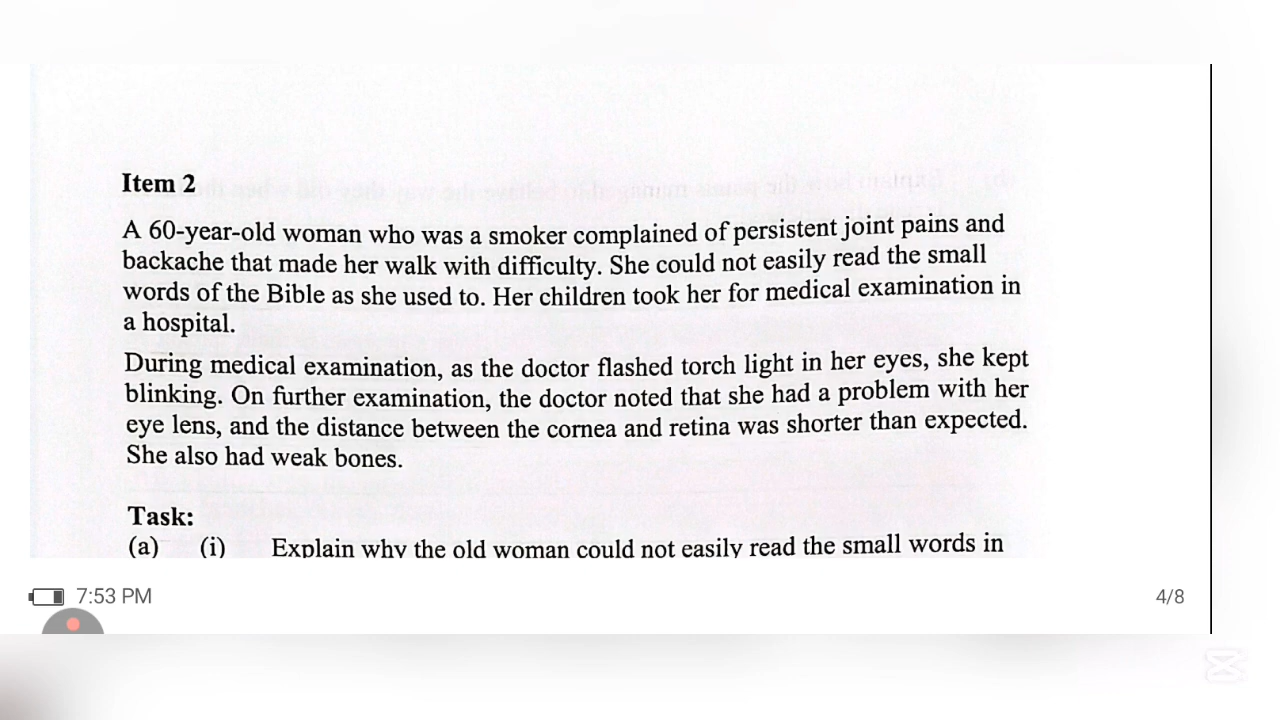 Item 2
A 60-year-old woman who was a smoker complained of persistent joint pains and
backache that made her walk with difficulty. She could not easily read the small
words of the Bible as she used to. Her children took her for medical examination in
a hospital.
During medical examination, as the doctor flashed torch light in her eyes, she kept
blinking. On further examination, the doctor noted that she had a problem with her
eye lens, and the distance between the cornea and retina was shorter than expected.
She also had weak bones.
Task:
(a) (i) Explain why the old woman could not easily read the small words in
7:53 PM
4/8